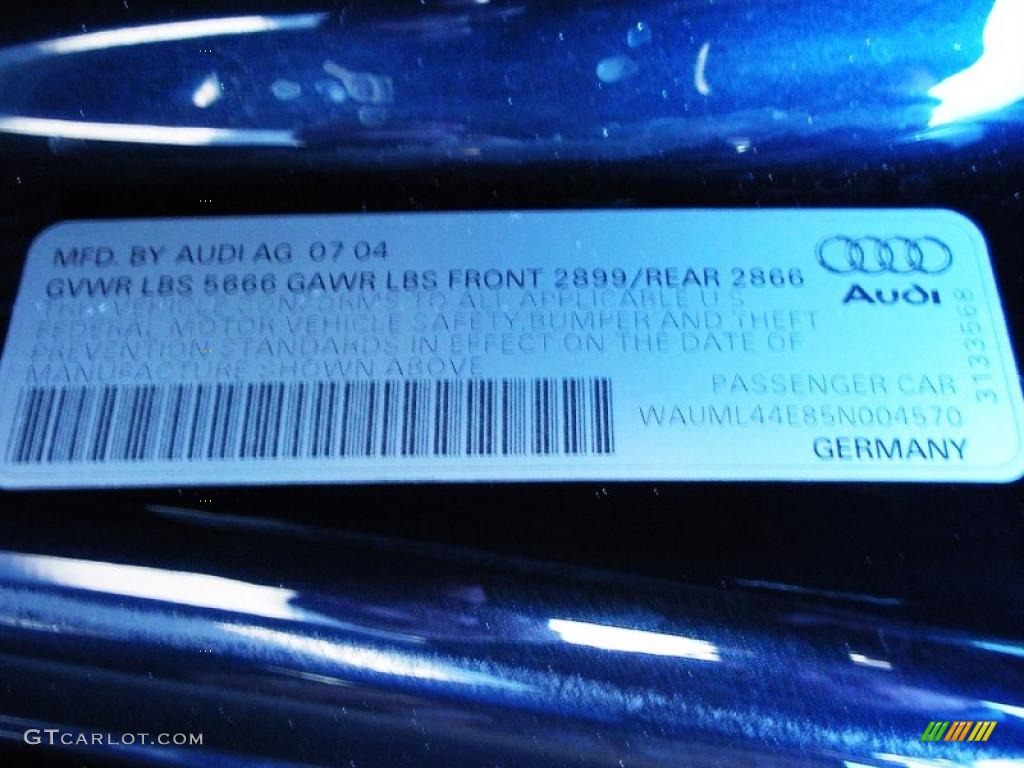 MFD. BY AUDI AG 07 04
GVWR LBS 5666 GAWR LBS FRONT 2899/REAR 2866
THIS VEHICLE CONFORMS TO ALL APPLICABLE U.S.
FEDERAL MOTOR VEHICLE SAFETY, BUMPER AND THEFT
PREVENTION STANDARDS IN EFFECT ON THE DATE OF
MANUFACTURE SHOWN ABOVE
Audi
3133568
PASSENGER CAR
WAUML44E85N004570
GERMANY
GTCARLOT.COM